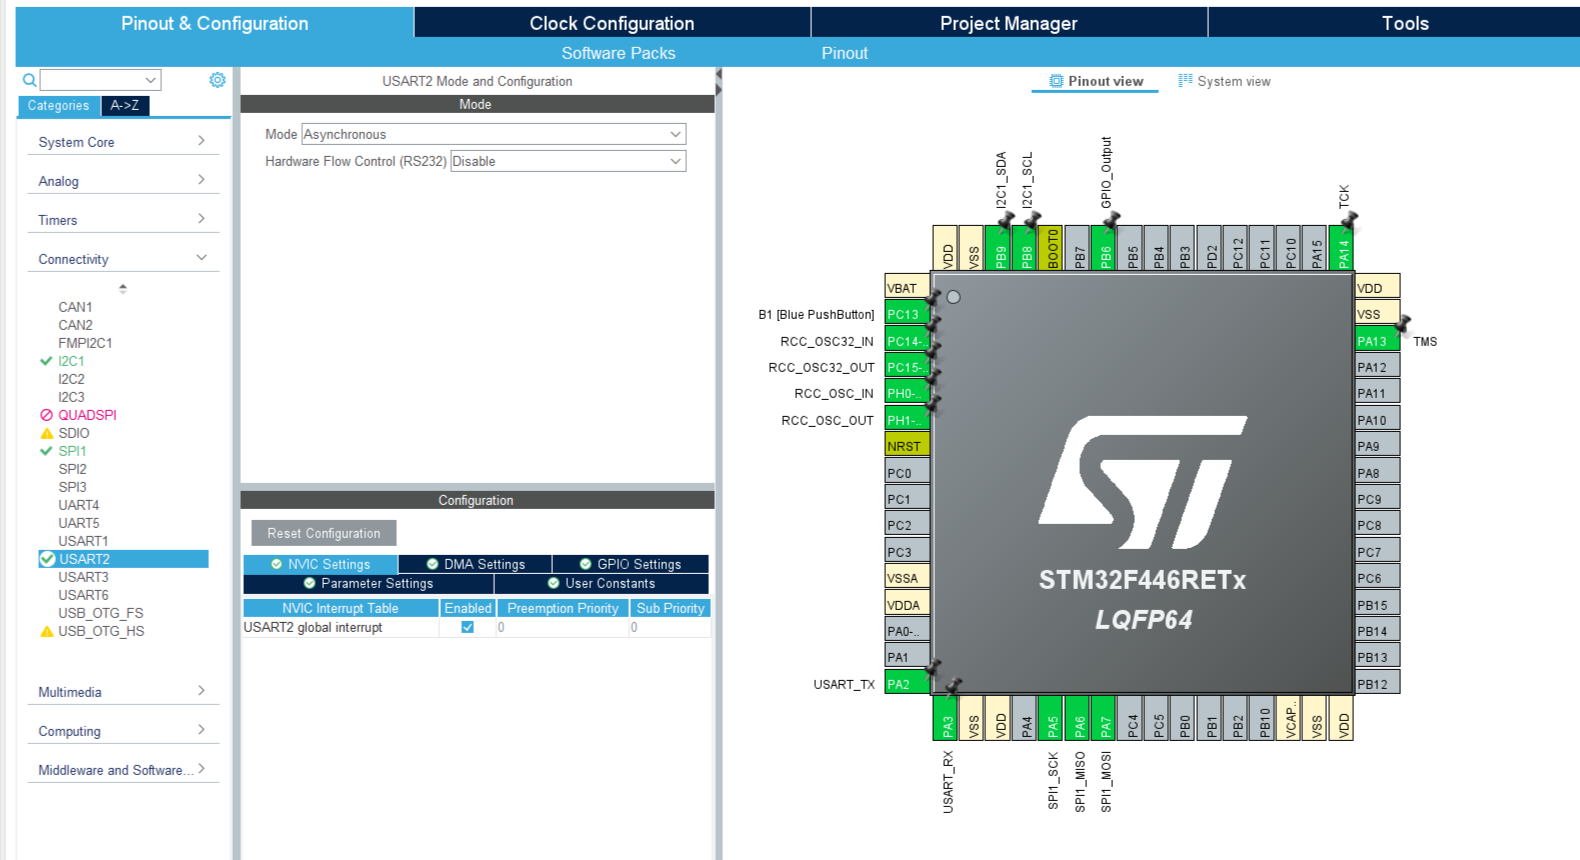 Pinout & Configuration
Clock Configuration
Project Manager
Tools
Software Packs
Pinout
Categories
A->Z
System Core
Analog
Timers
Connectivity
CAN1
CAN2
FMPI2C1
I2C1
I2C2
I2C3
QUADSPI
SDIO
SPI1
SPI2
SPI3
UART4
UART5
USART1
USART2
USART3
USART6
USB_OTG_FS
USB_OTG_HS
Multimedia
Computing
Middleware and Software...
USART2 Mode and Configuration
Mode
Mode Asynchronous
Hardware Flow Control (RS232) Disable
Configuration
Reset Configuration
NVIC Settings
DMA Settings
GPIO Settings
Parameter Settings
User Constants
NVIC Interrupt Table Enabled Preemption Priority Sub Priority
USART2 global interrupt 0 0
Pinout view
System view
I2C1_SDA
I2C1_SCL
GPIO_Output
TCK
VDD
VSS
PB9
PB8
BOOT0
PB7
PB6
PB5
PB4
PB3
PD2
PC12
PC11
PC10
PA15
PA14
VBAT
B1 [Blue PushButton] PC13
RCC_OSC32_IN PC14-..
RCC_OSC32_OUT PC15-..
RCC_OSC_IN PH0-..
RCC_OSC_OUT PH1-..
NRST
PC0
PC1
PC2
PC3
VSSA
VDDA
PA0-..
PA1
USART_TX PA2
STM32F446RETx
LQFP64
VDD
VSS
PA13 TMS
PA12
PA11
PA10
PA9
PA8
PC9
PC8
PC7
PC6
PB15
PB14
PB13
PB12
PA3
VSS
VDD
PA4
PA5
PA6
PA7
PC4
PC5
PB0
PB1
PB2
PB10
VCAP..
VSS
VDD
USART_RX
SPI1_SCK
SPI1_MISO
SPI1_MOSI